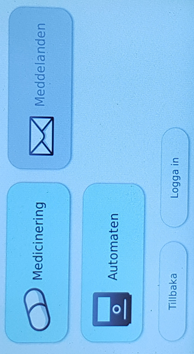 Medicinering
Meddelanden
Automaten
Tillbaka
Logga in